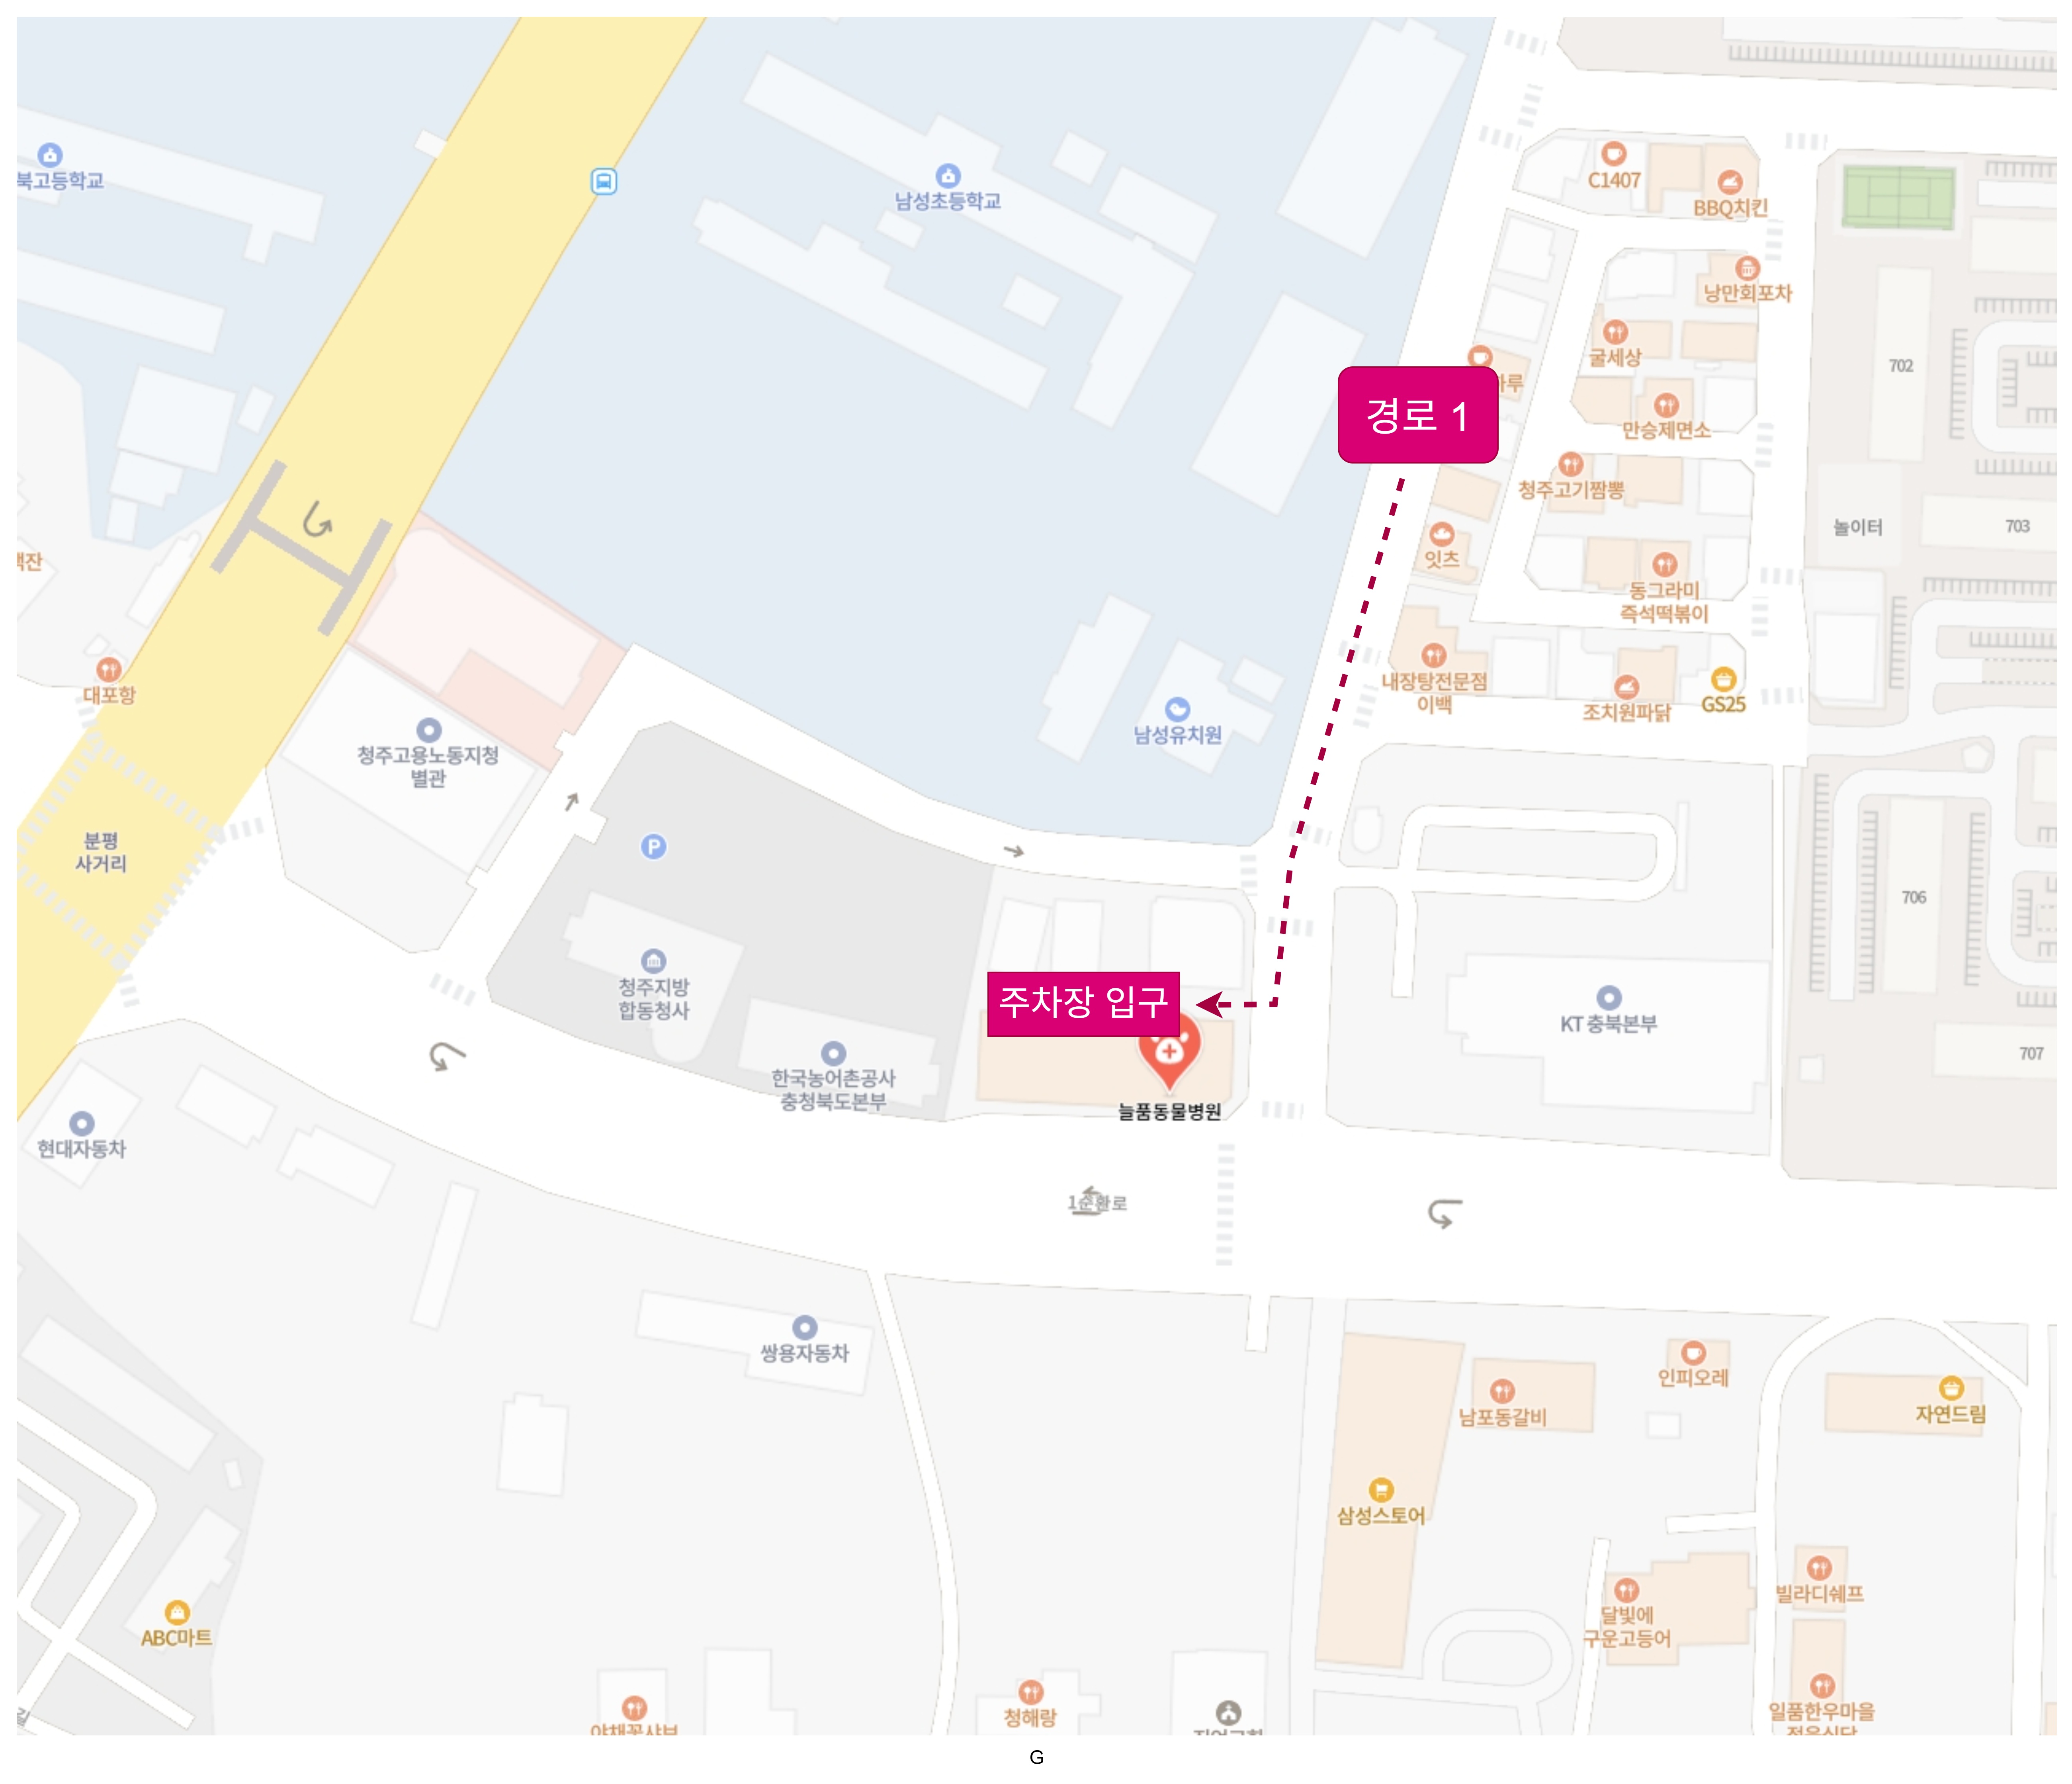 북고등학교
남성초등학교
C1407
BBQ치킨
낭만회포차
굴세상
702
경로 1
만승제면소
청주고기짬뽕
놀이터
703
잇츠
동그라미
즉석떡볶이
대포항
내장탕전문점
이백
조치원파닭
GS25
남성유치원
청주고용노동지청
별관
분평
사거리
706
청주지방
합동청사
주차장 입구
KT 충북본부
707
한국농어촌공사
충청북도본부
늘품동물병원
현대자동차
1순환로
쌍용자동차
인피오레
남포동갈비
자연드림
삼성스토어
빌라디쉐프
달빛에
구운고등어
ABC마트
청해랑
일품한우마을
G